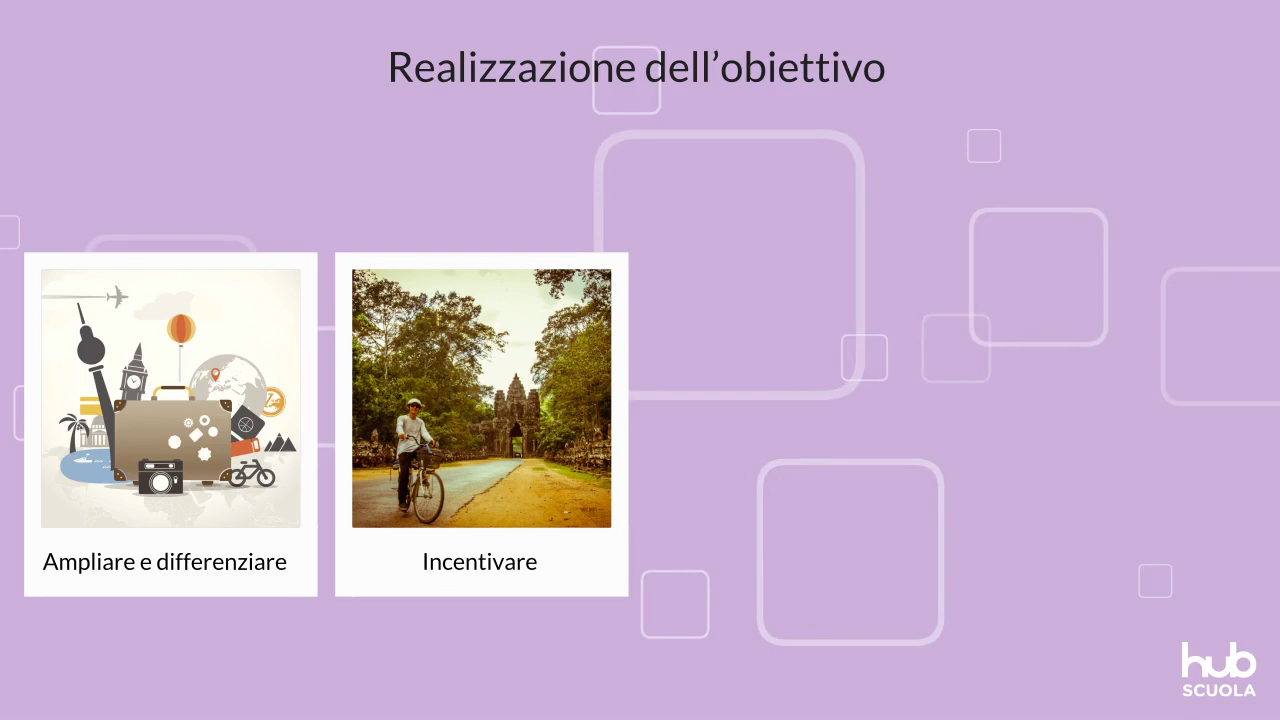 Realizzazione dell’obiettivo
Ampliare e differenziare
Incentivare
hub
SCUOLA